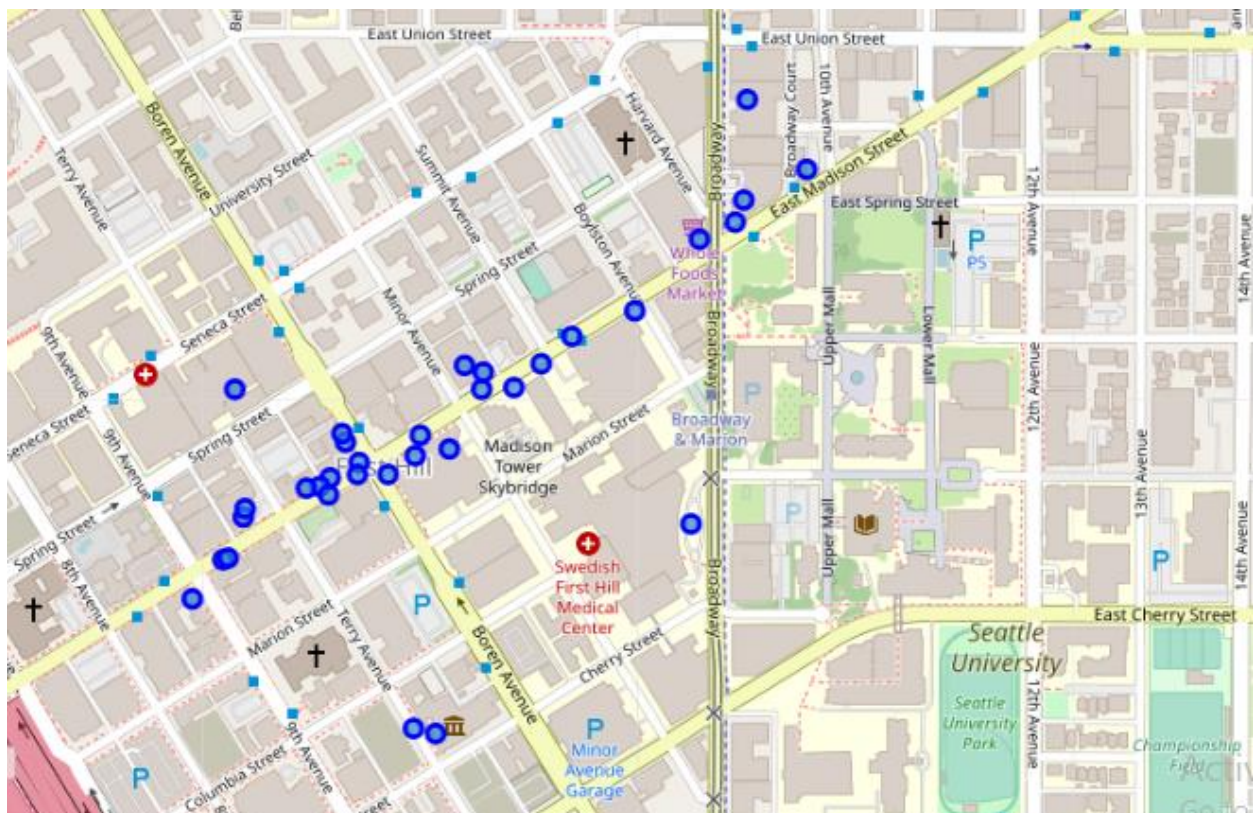 Bel
East Union Street
East Union Street
Boren Avenue
Terry Avenue
University Street
Summit Avenue
Harvard Avenue
Broadway
Broadway Court
10th Avenue
East Madison Street
12th Avenue
14th Avenue
East Spring Street
Spring Street
Boylston Avenue
Whole
Foods
Market
P
PS
Minor Avenue
Seneca Street
9th Avenue
Upper Mall
Lower Mall
Broadway
12th Avenue
P
Seneca Street
9th Avenue
Spring Street
First Hill
Madison
Tower
Skybridge
Marion Street
Broadway
& Marion
13th Avenue
14th Avenue
Spring Street
8th Avenue
P
Upper Mall
P
Swedish
First Hill
Medical
Center
P
Broadway
Marion Street
Terry Avenue
Boren Avenue
Cherry Street
East Cherry Street
Seattle
University
Seattle
University
Park
12th Avenue
Championship
Field
P
Columbia Street
9th Avenue
P
Minor
Avenue
Garage